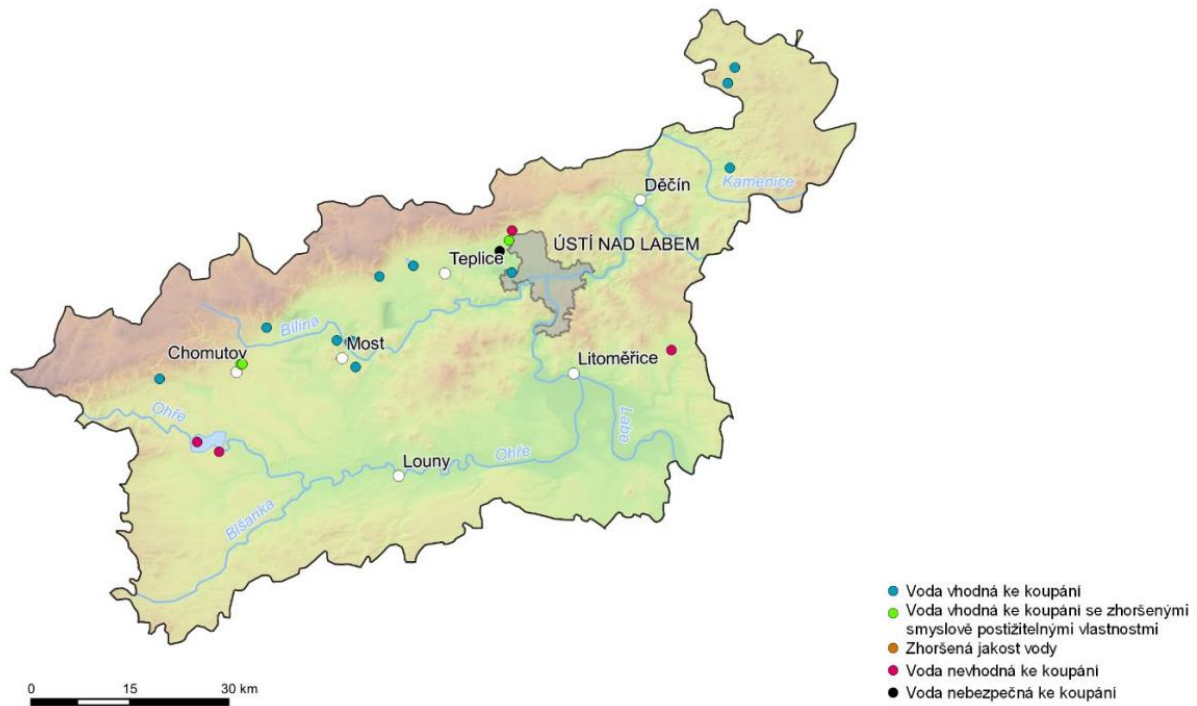 Děčín
Kamenice
ÚSTÍ NAD LABEM
Teplice
Bílina
Most
Chomutov
Litoměřice
Ohře
Labe
Louny
Ohře
Blšanka
Voda vhodná ke koupání
Voda vhodná ke koupání se zhoršenými
smyslově postižitelnými vlastnostmi
Zhoršená jakost vody
Voda nevhodná ke koupání
Voda nebezpečná ke koupání
0 15 30 km